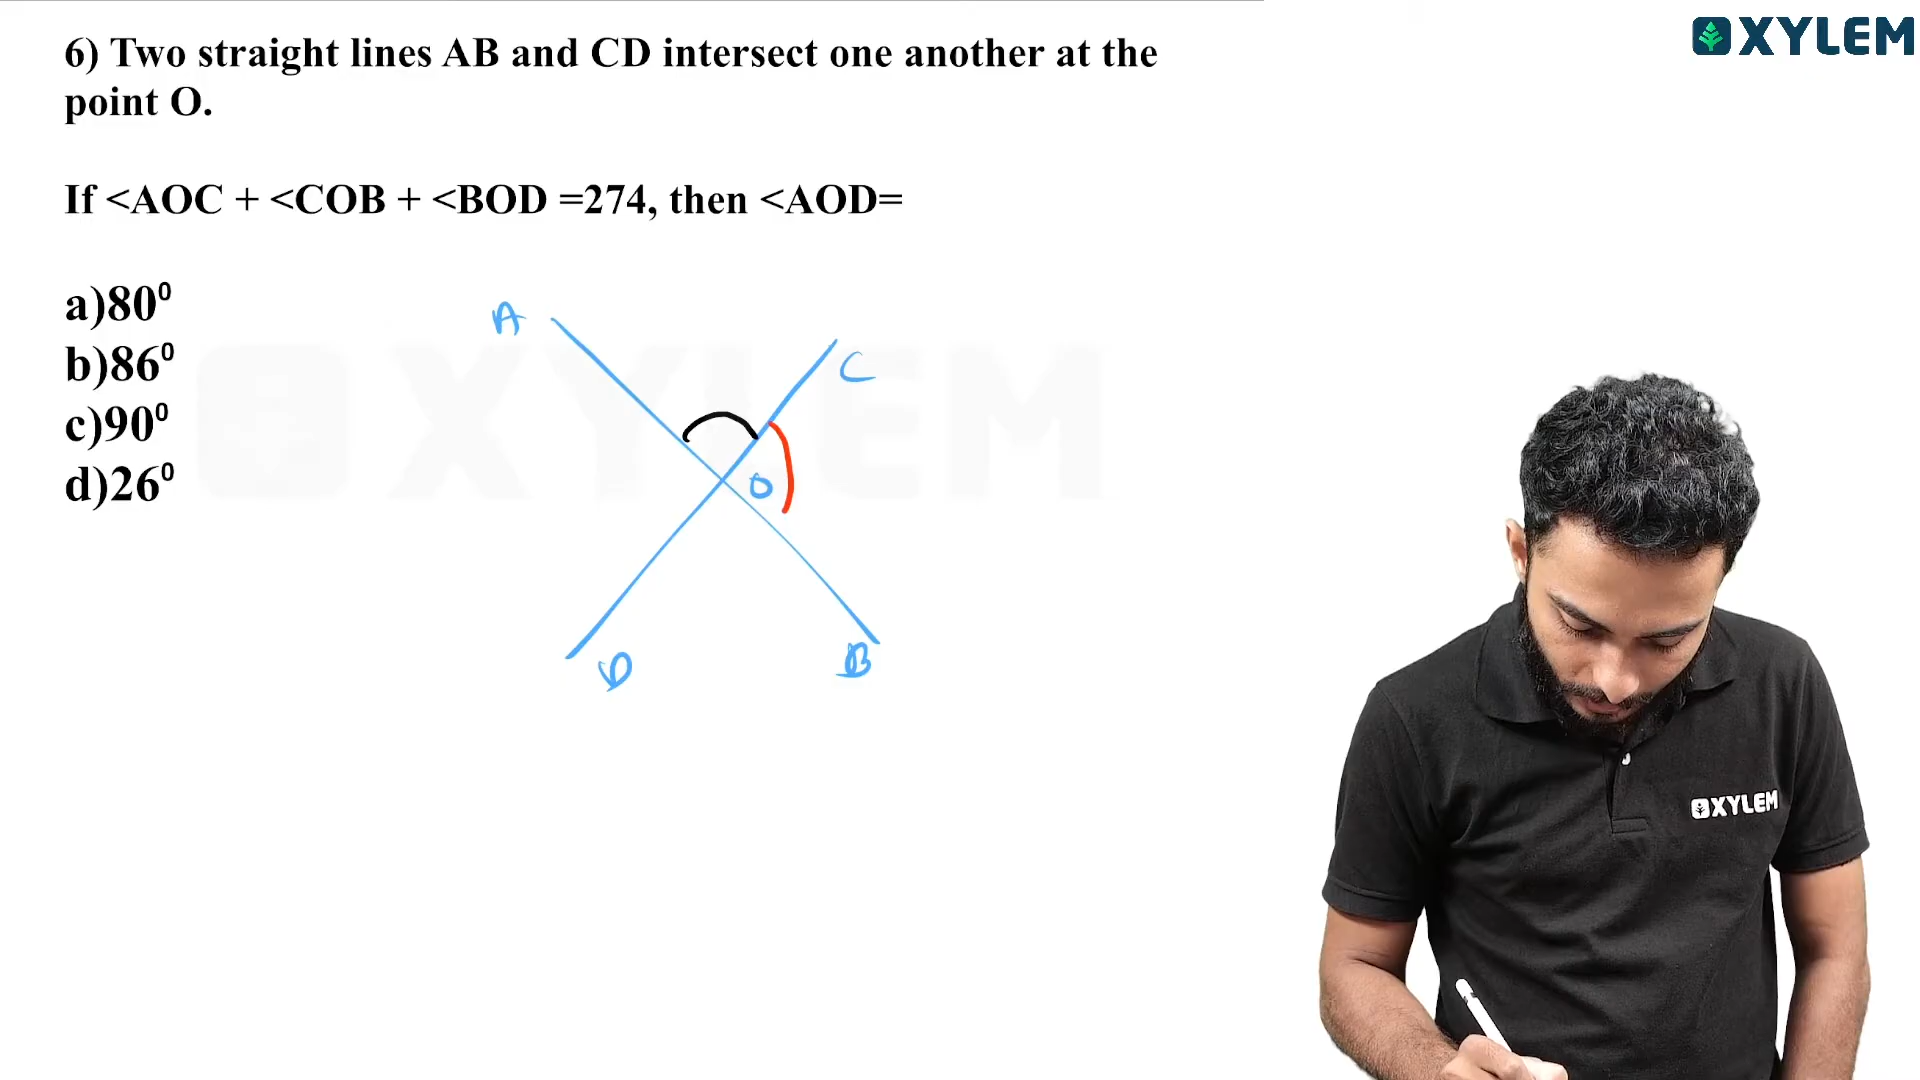 XYLEM
6) Two straight lines AB and CD intersect one another at the
point O.
If <AOC + <COB + <BOD =274, then <AOD=
a)80⁰
b)86⁰
c)90⁰
d)26⁰
XYLEM
A
C
O
D
B
XYLEM